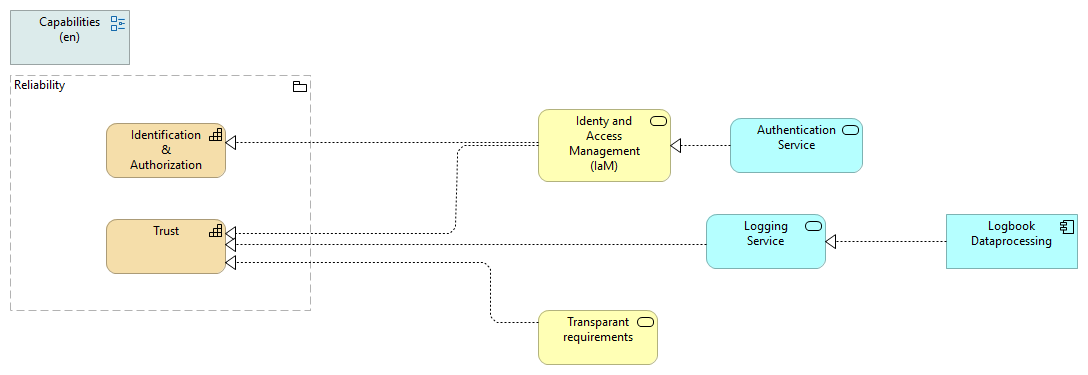 Capabilities
(en)
Reliability
Identification
&
Authorization
Identy and
Access
Management
(IaM)
Authentication
Service
Trust
Logging
Service
Logbook
Dataprocessing
Transparant
requirements